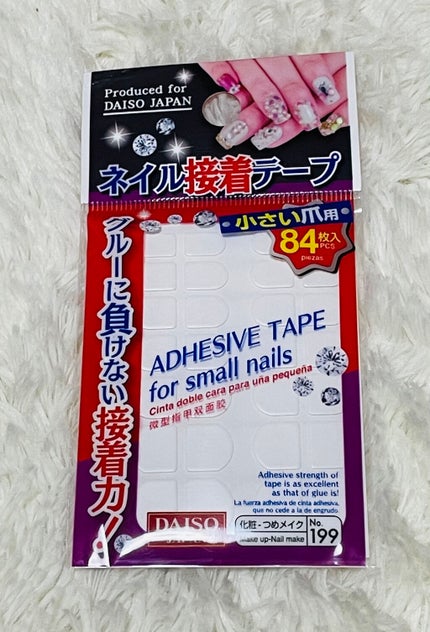 Produced for
DAISO JAPAN
ネイル接着テープ
小さい爪用
84枚入
PCS
piezas
グルーに負けない接着力!
ADHESIVE TAPE
for small nails
Cinta doble cara para uña pequeña
微型指甲双面胶
Adhesive strength of
tape is as excellent
as that of glue is!
La fuerza adhesiva de cinta adhesiva,
que no cede a la de engrudo.
DAISO
化粧-つめメイク
Make up-Nail make
No.
199